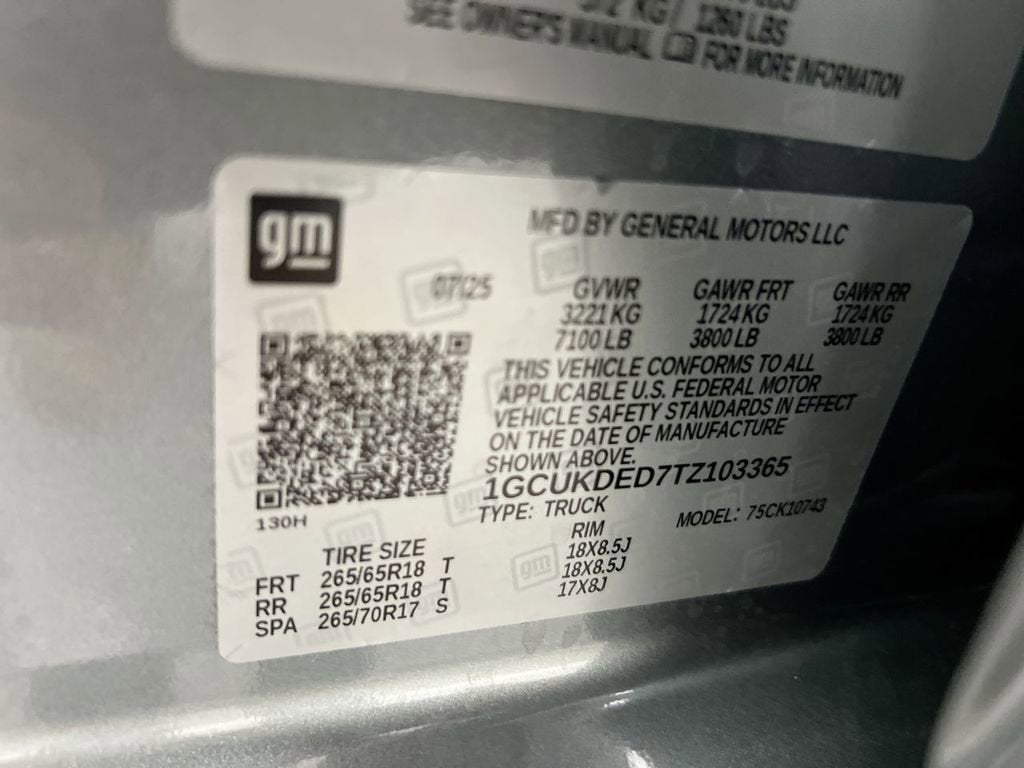 372 KG / 1260 LBS
SEE OWNER'S MANUAL FOR MORE INFORMATION
gm
MFD BY GENERAL MOTORS LLC
07/25 GVWR GAWR FRT GAWR RR
3221 KG 1724 KG 1724 KG
7100 LB 3800 LB 3800 LB
THIS VEHICLE CONFORMS TO ALL
APPLICABLE U.S. FEDERAL MOTOR
VEHICLE SAFETY STANDARDS IN EFFECT
ON THE DATE OF MANUFACTURE
SHOWN ABOVE.
1GCUKDED7TZ103365
TYPE: TRUCK MODEL: 75CK10743
130H
TIRE SIZE RIM
FRT 265/65R18 T 18X8.5J
RR 265/65R18 T 18X8.5J
SPA 265/70R17 S 17X8J